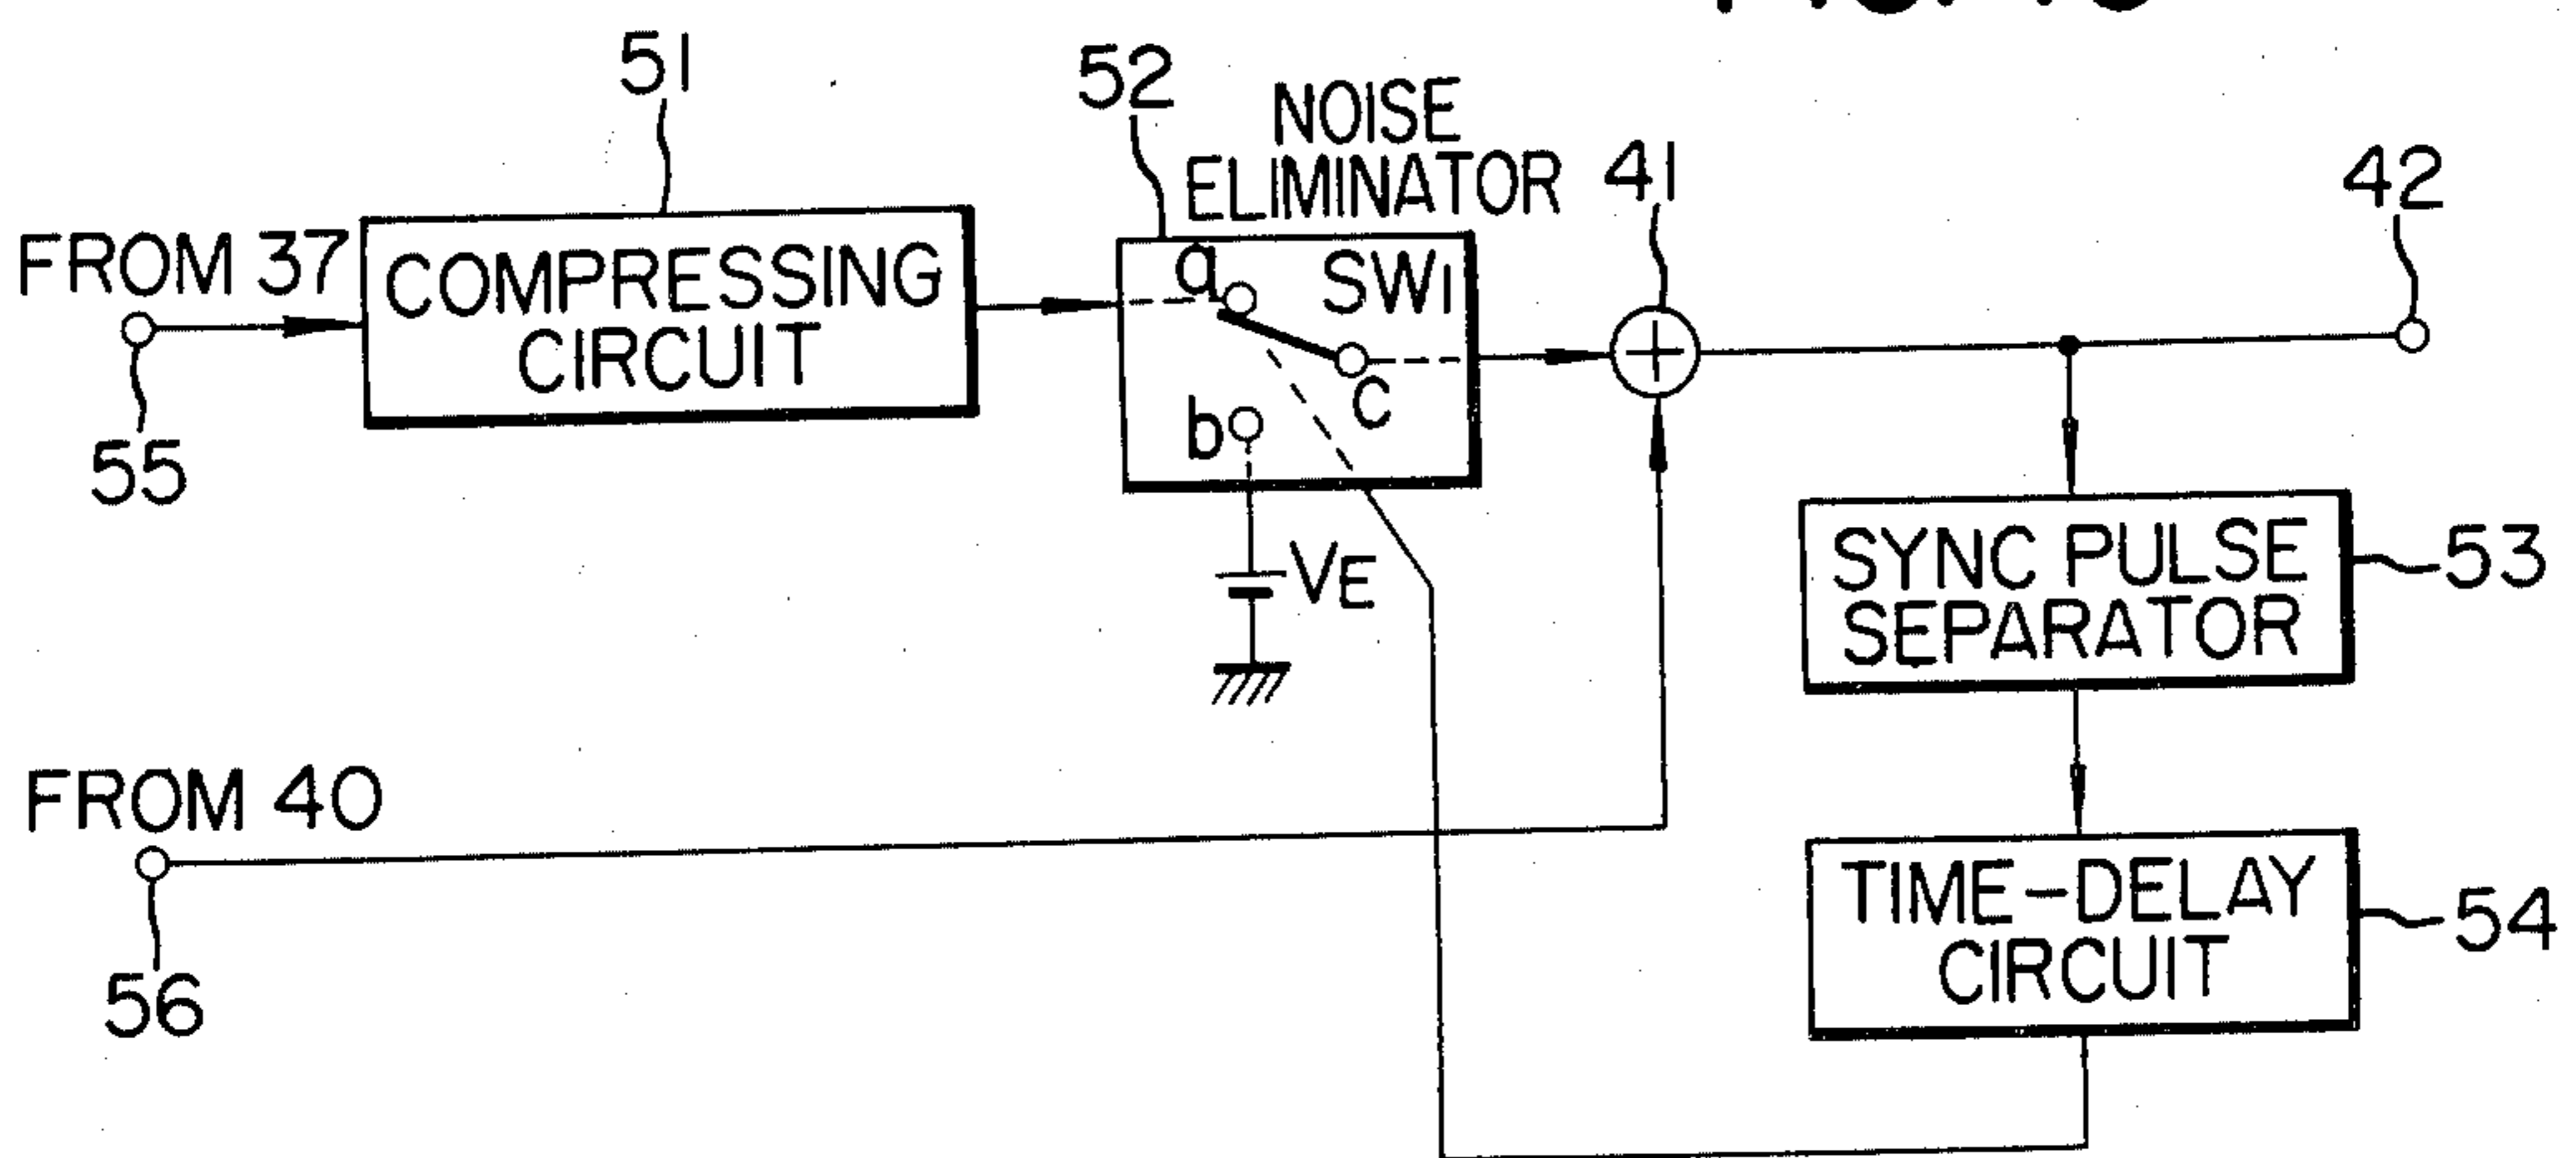 51
52
NOISE
ELIMINATOR
41
42
FROM 37
COMPRESSING
CIRCUIT
a
SW1
c
b
55
VE
SYNC PULSE
SEPARATOR
53
FROM 40
56
TIME-DELAY
CIRCUIT
54